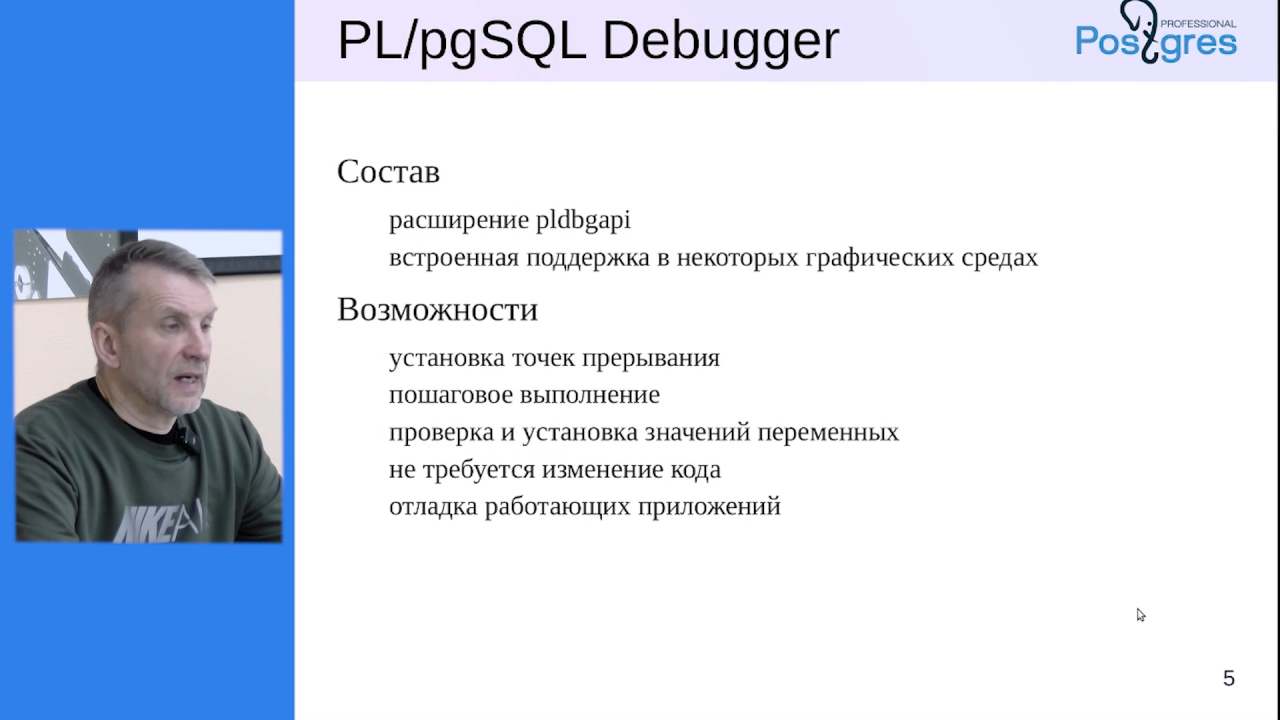 PL/pgSQL Debugger
PROFESSIONAL
Postgres
Состав
расширение pldbgapi
встроенная поддержка в некоторых графических средах
Возможности
установка точек прерывания
пошаговое выполнение
проверка и установка значений переменных
не требуется изменение кода
отладка работающих приложений
NIKE
5